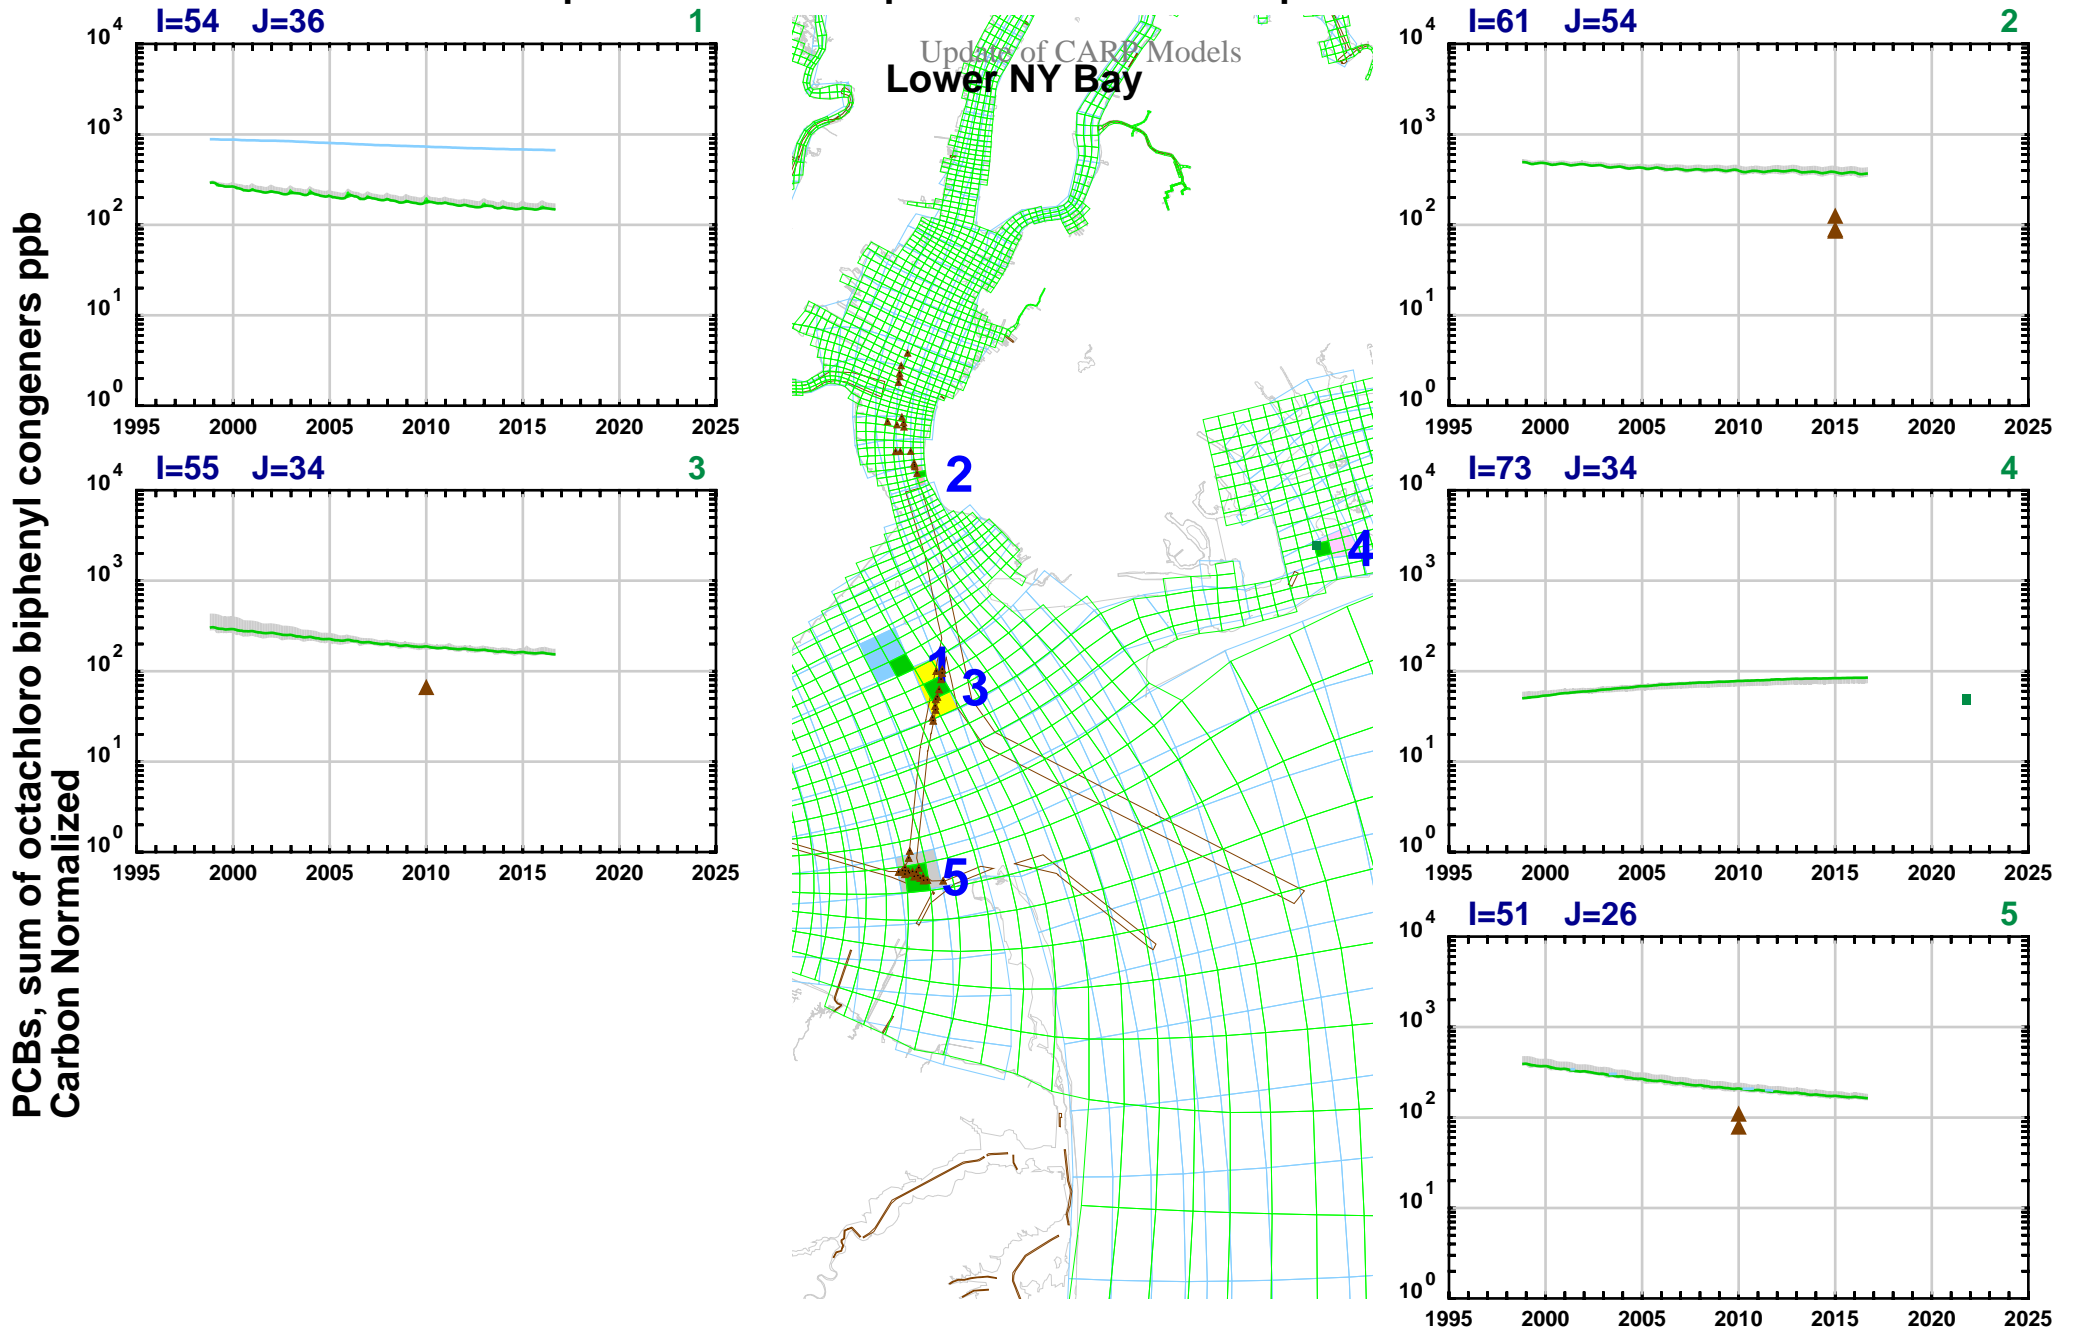 I=54 J=36 1
10^4
10^3
10^2
10^1
10^0
1995 2000 2005 2010 2015 2020 2025
I=55 J=34 3
10^4
10^3
10^2
10^1
10^0
1995 2000 2005 2010 2015 2020 2025
PCBs, sum of octachloro biphenyl congeners ppb
Carbon Normalized
Update of CARP Models
Lower NY Bay
2
4
1
3
5
I=61 J=54 2
10^4
10^3
10^2
10^1
10^0
1995 2000 2005 2010 2015 2020 2025
I=73 J=34 4
10^4
10^3
10^2
10^1
10^0
1995 2000 2005 2010 2015 2020 2025
I=51 J=26 5
10^4
10^3
10^2
10^1
10^0
1995 2000 2005 2010 2015 2020 2025